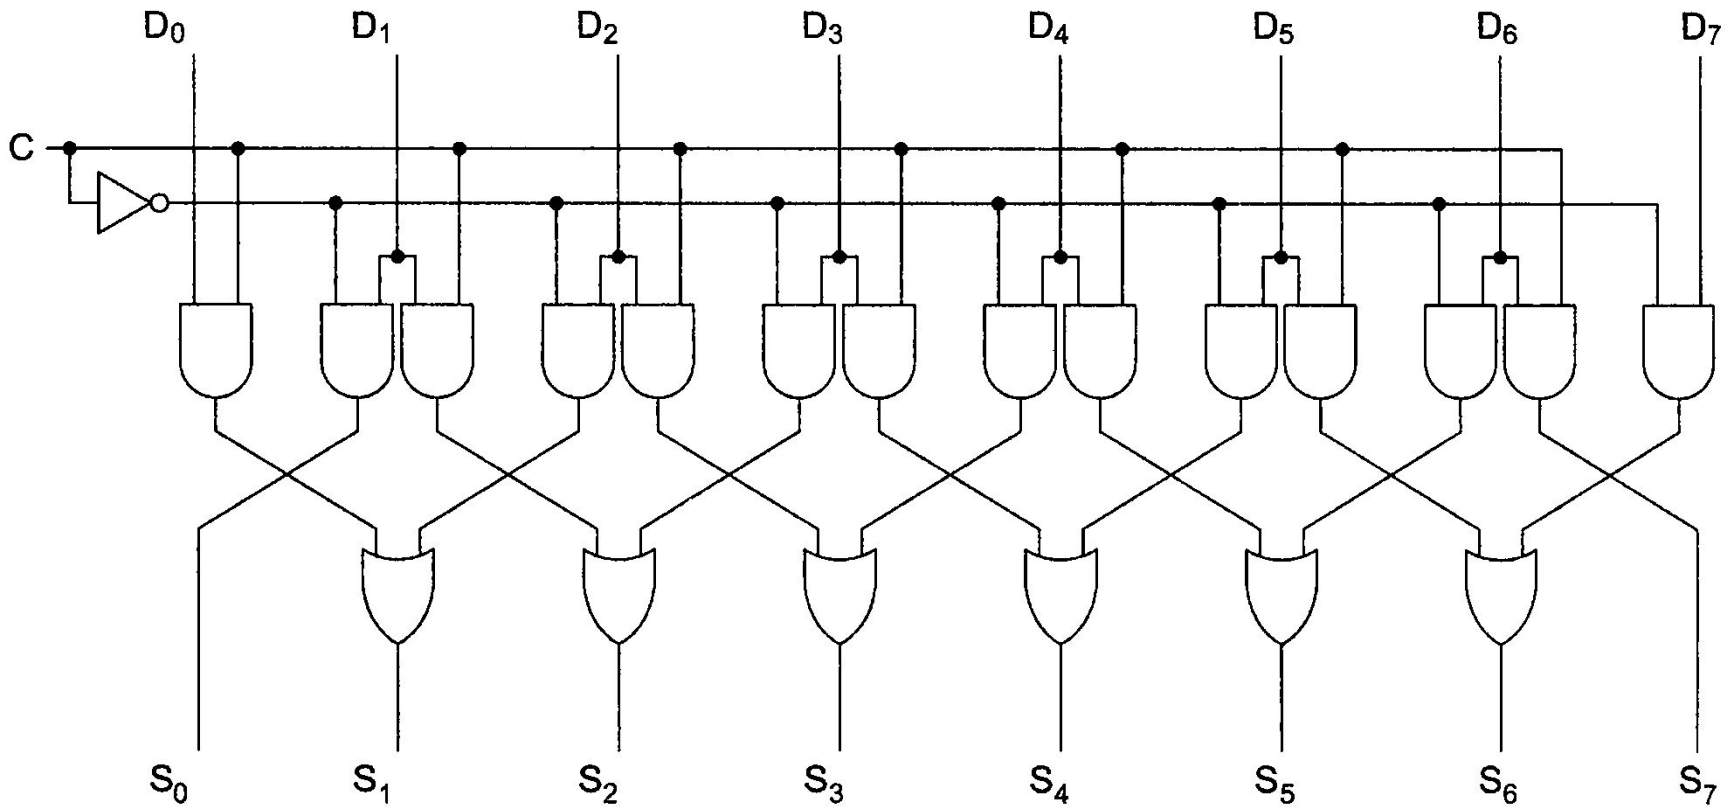 D₀ D₁ D₂ D₃ D₄ D₅ D₆ D₇
C
S₀ S₁ S₂ S₃ S₄ S₅ S₆ S₇